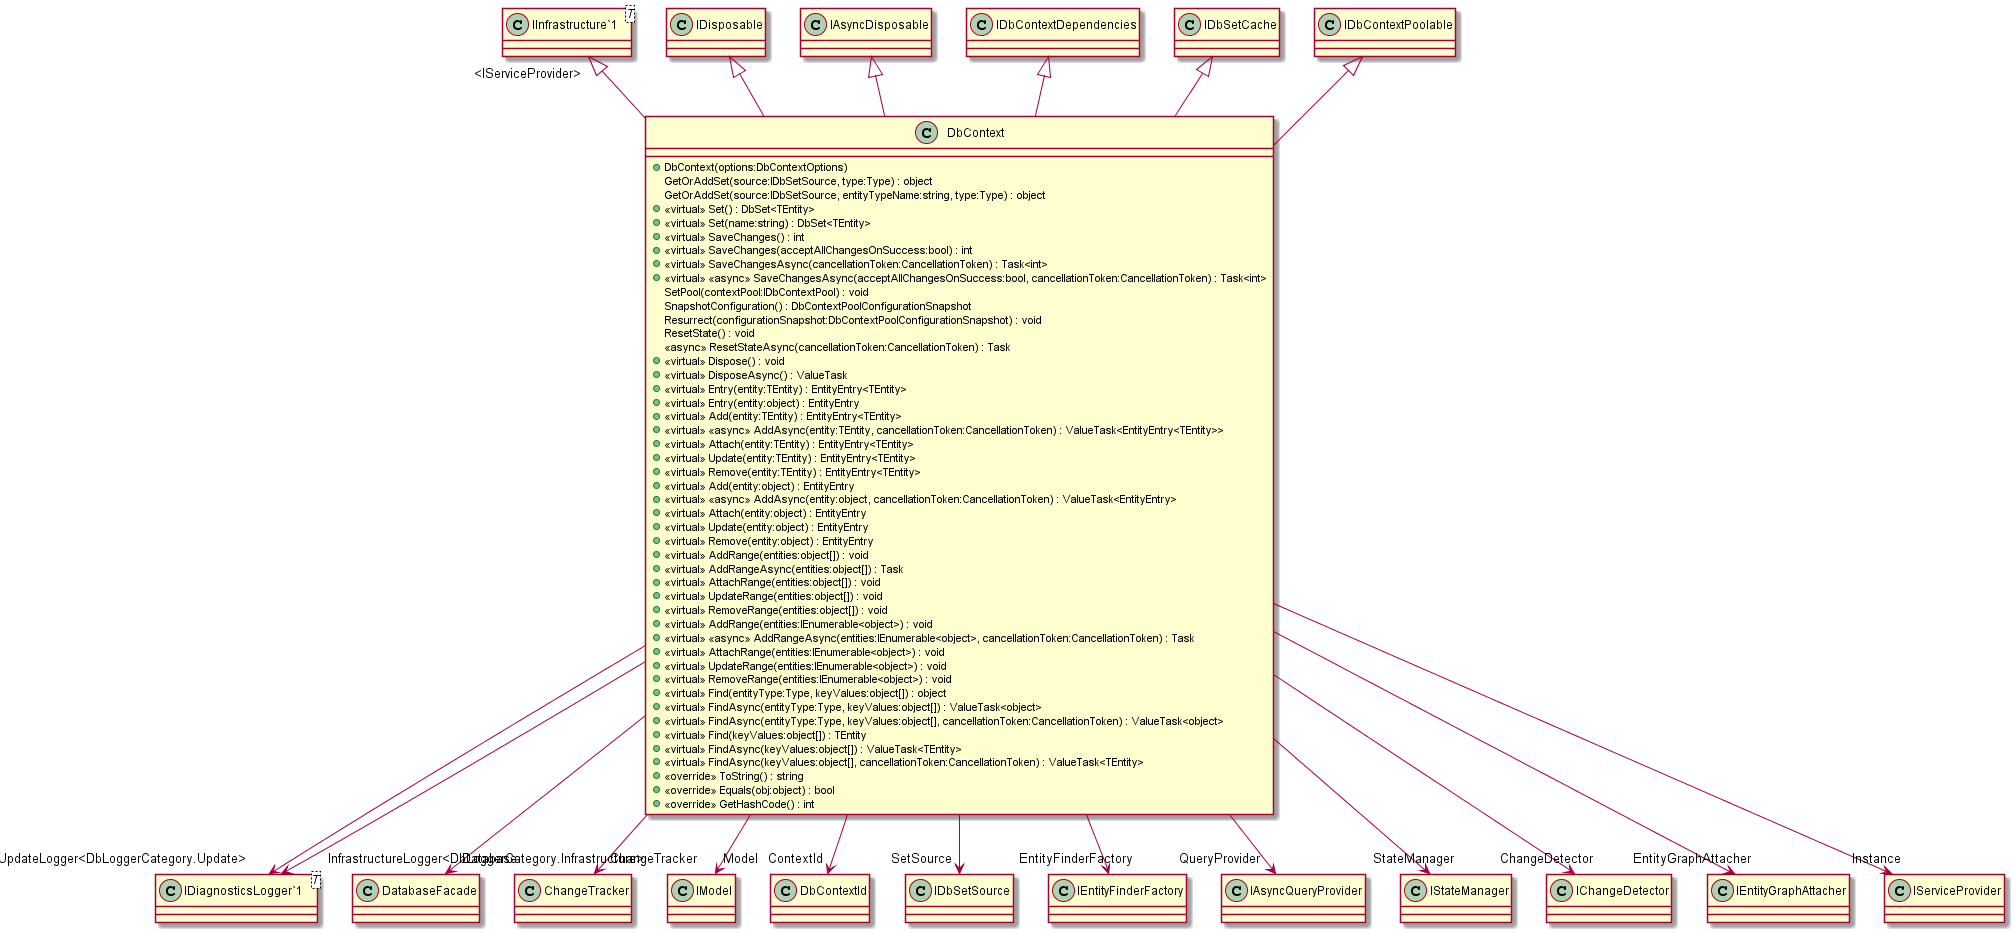 C IInfrastructure`1 T
C IDisposable
C IAsyncDisposable
C IDbContextDependencies
C IDbSetCache
C IDbContextPoolable
<IServiceProvider>
C DbContext
DbContext(options:DbContextOptions)
GetOrAddSet(source:IDbSetSource, type:Type) : object
GetOrAddSet(source:IDbSetSource, entityTypeName:string, type:Type) : object
«virtual» Set() : DbSet<TEntity>
«virtual» Set(name:string) : DbSet<TEntity>
«virtual» SaveChanges() : int
«virtual» SaveChanges(acceptAllChangesOnSuccess:bool) : int
«virtual» SaveChangesAsync(cancellationToken:CancellationToken) : Task<int>
«virtual» «async» SaveChangesAsync(acceptAllChangesOnSuccess:bool, cancellationToken:CancellationToken) : Task<int>
SetPool(contextPool:IDbContextPool) : void
SnapshotConfiguration() : DbContextPoolConfigurationSnapshot
Resurrect(configurationSnapshot:DbContextPoolConfigurationSnapshot) : void
ResetState() : void
«async» ResetStateAsync(cancellationToken:CancellationToken) : Task
«virtual» Dispose() : void
«virtual» DisposeAsync() : ValueTask
«virtual» Entry(entity:TEntity) : EntityEntry<TEntity>
«virtual» Entry(entity:object) : EntityEntry
«virtual» Add(entity:TEntity) : EntityEntry<TEntity>
«virtual» «async» AddAsync(entity:TEntity, cancellationToken:CancellationToken) : ValueTask<EntityEntry<TEntity>>
«virtual» Attach(entity:TEntity) : EntityEntry<TEntity>
«virtual» Update(entity:TEntity) : EntityEntry<TEntity>
«virtual» Remove(entity:TEntity) : EntityEntry<TEntity>
«virtual» Add(entity:object) : EntityEntry
«virtual» «async» AddAsync(entity:object, cancellationToken:CancellationToken) : ValueTask<EntityEntry>
«virtual» Attach(entity:object) : EntityEntry
«virtual» Update(entity:object) : EntityEntry
«virtual» Remove(entity:object) : EntityEntry
«virtual» AddRange(entities:object[]) : void
«virtual» AddRangeAsync(entities:object[]) : Task
«virtual» AttachRange(entities:object[]) : void
«virtual» UpdateRange(entities:object[]) : void
«virtual» RemoveRange(entities:object[]) : void
«virtual» AddRange(entities:IEnumerable<object>) : void
«virtual» «async» AddRangeAsync(entities:IEnumerable<object>, cancellationToken:CancellationToken) : Task
«virtual» AttachRange(entities:IEnumerable<object>) : void
«virtual» UpdateRange(entities:IEnumerable<object>) : void
«virtual» RemoveRange(entities:IEnumerable<object>) : void
«virtual» Find(entityType:Type, keyValues:object[]) : object
«virtual» FindAsync(entityType:Type, keyValues:object[]) : ValueTask<object>
«virtual» FindAsync(entityType:Type, keyValues:object[], cancellationToken:CancellationToken) : ValueTask<object>
«virtual» Find(keyValues:object[]) : TEntity
«virtual» FindAsync(keyValues:object[]) : ValueTask<TEntity>
«virtual» FindAsync(keyValues:object[], cancellationToken:CancellationToken) : ValueTask<TEntity>
«override» ToString() : string
«override» Equals(obj:object) : bool
«override» GetHashCode() : int
UpdateLogger<DbLoggerCategory.Update>
InfrastructureLogger<DbLoggerCategory.Infrastructure>
Database
ChangeTracker
Model
ContextId
SetSource
EntityFinderFactory
QueryProvider
StateManager
ChangeDetector
EntityGraphAttacher
Instance
C IDiagnosticsLogger`1 T
C DatabaseFacade
C ChangeTracker
C IModel
C DbContextId
C IDbSetSource
C IEntityFinderFactory
C IAsyncQueryProvider
C IStateManager
C IChangeDetector
C IEntityGraphAttacher
C IServiceProvider